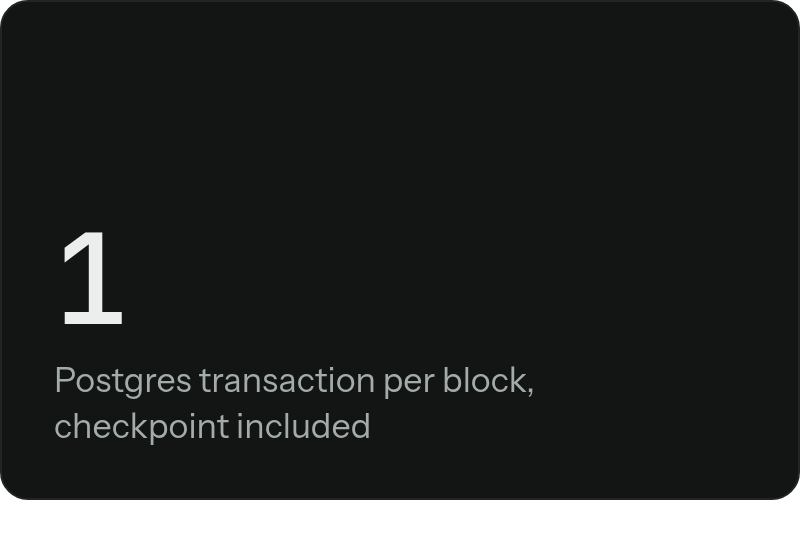 1
Postgres transaction per block,
checkpoint included